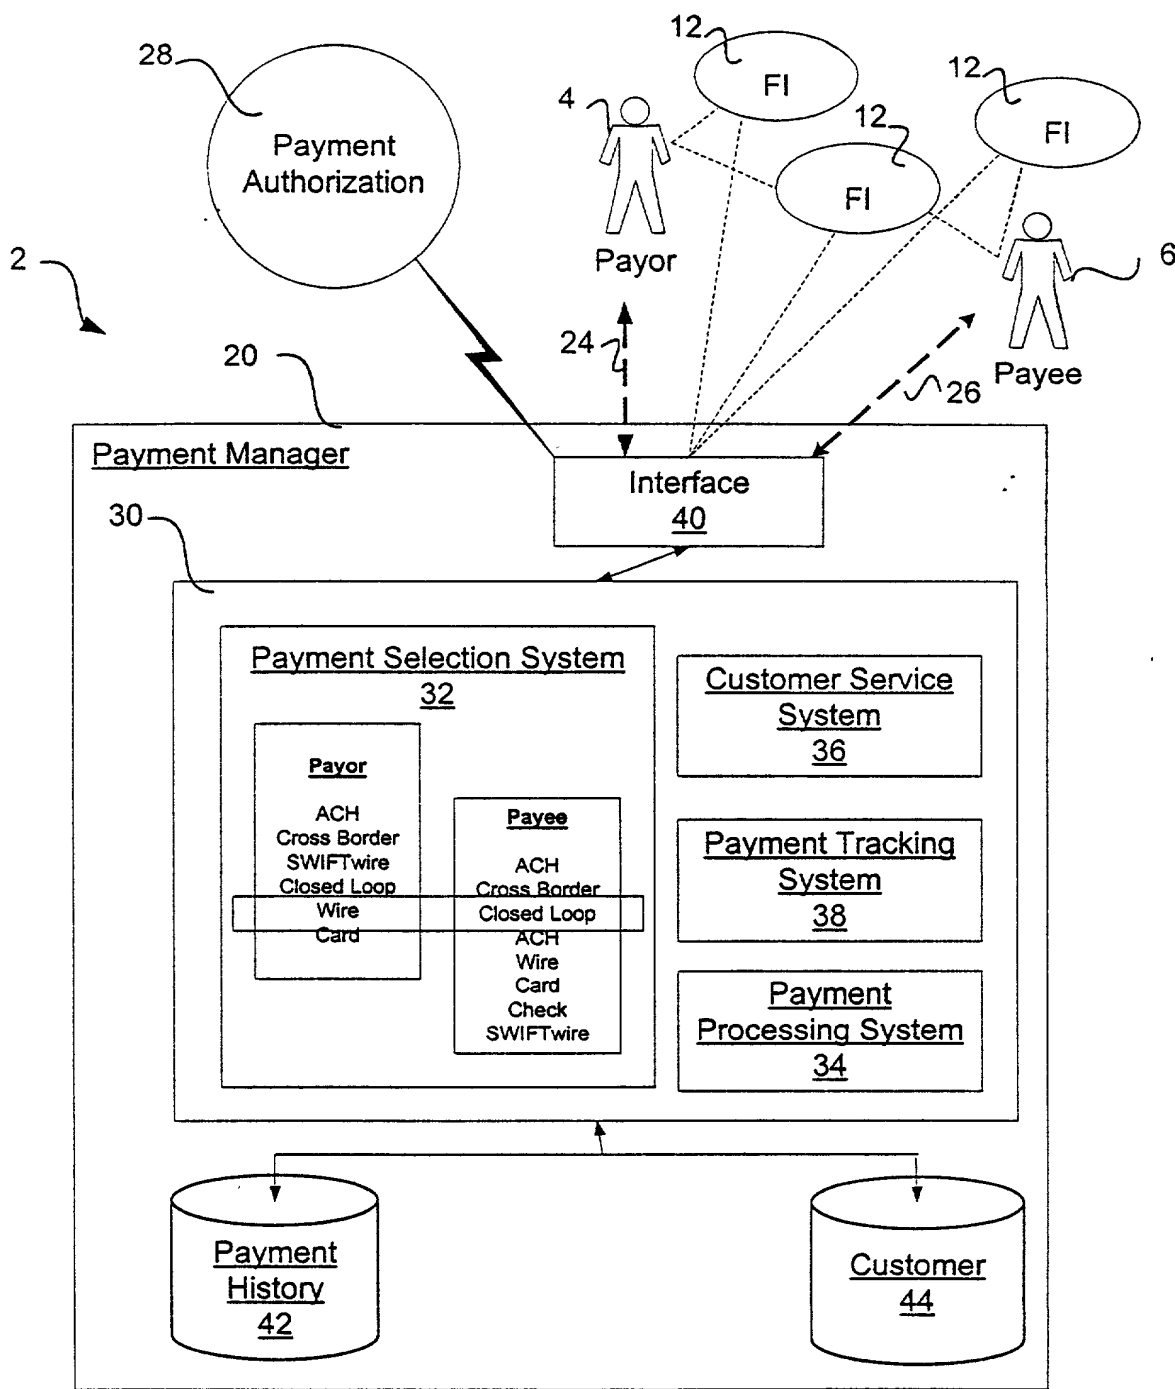 28
Payment
Authorization
12
FI
12
FI
4
12
FI
Payor
6
Payee
2
24
26
20
Payment Manager
Interface
40
30
Payment Selection System
32
Payor
ACH
Cross Border
SWIFTwire
Closed Loop
Wire
Card
Payee
ACH
Cross Border
Closed Loop
ACH
Wire
Card
Check
SWIFTwire
Customer Service
System
36
Payment Tracking
System
38
Payment
Processing System
34
Payment
History
42
Customer
44